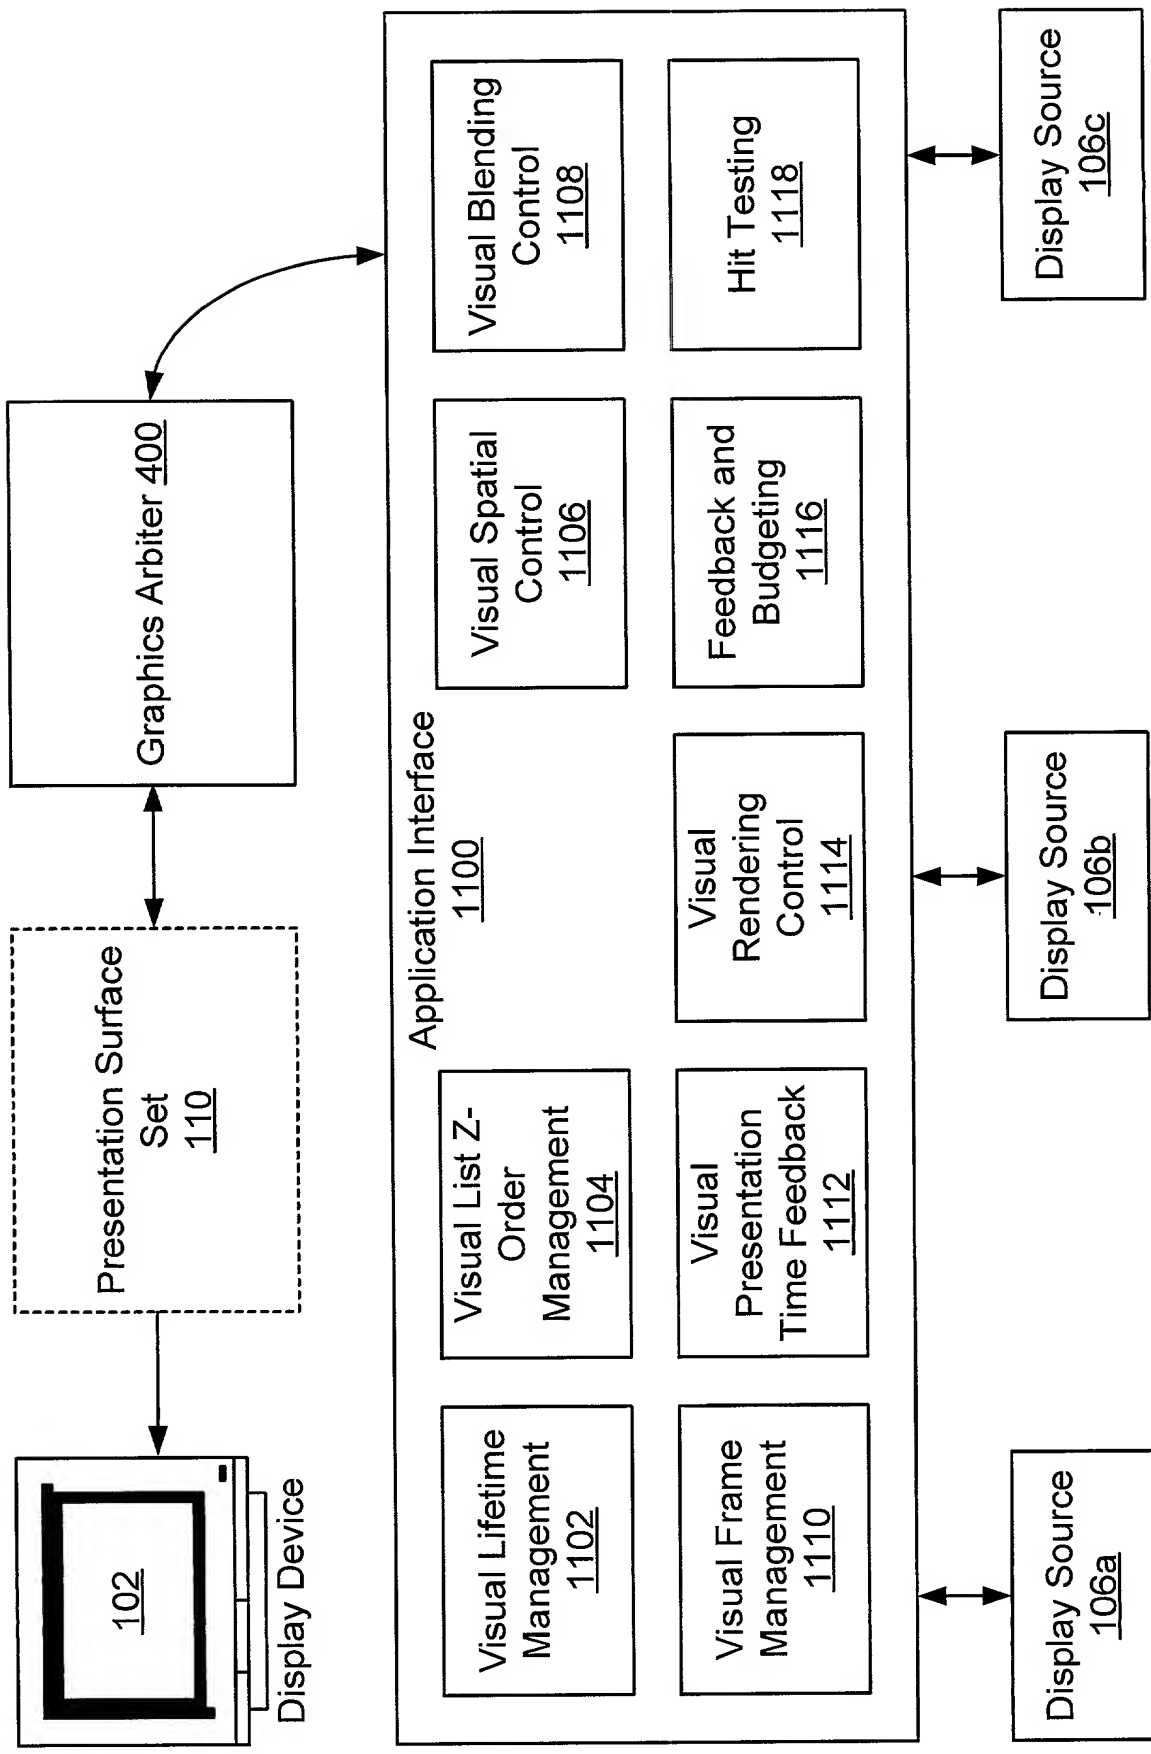 102
Display Device
Presentation Surface
Set
110
Graphics Arbiter 400
Application Interface
1100
Visual Lifetime
Management
1102
Visual List Z-
Order
Management
1104
Visual Spatial
Control
1106
Visual Blending
Control
1108
Visual Frame
Management
1110
Visual
Presentation
Time Feedback
1112
Visual
Rendering
Control
1114
Feedback and
Budgeting
1116
Hit Testing
1118
Display Source
106a
Display Source
106b
Display Source
106c